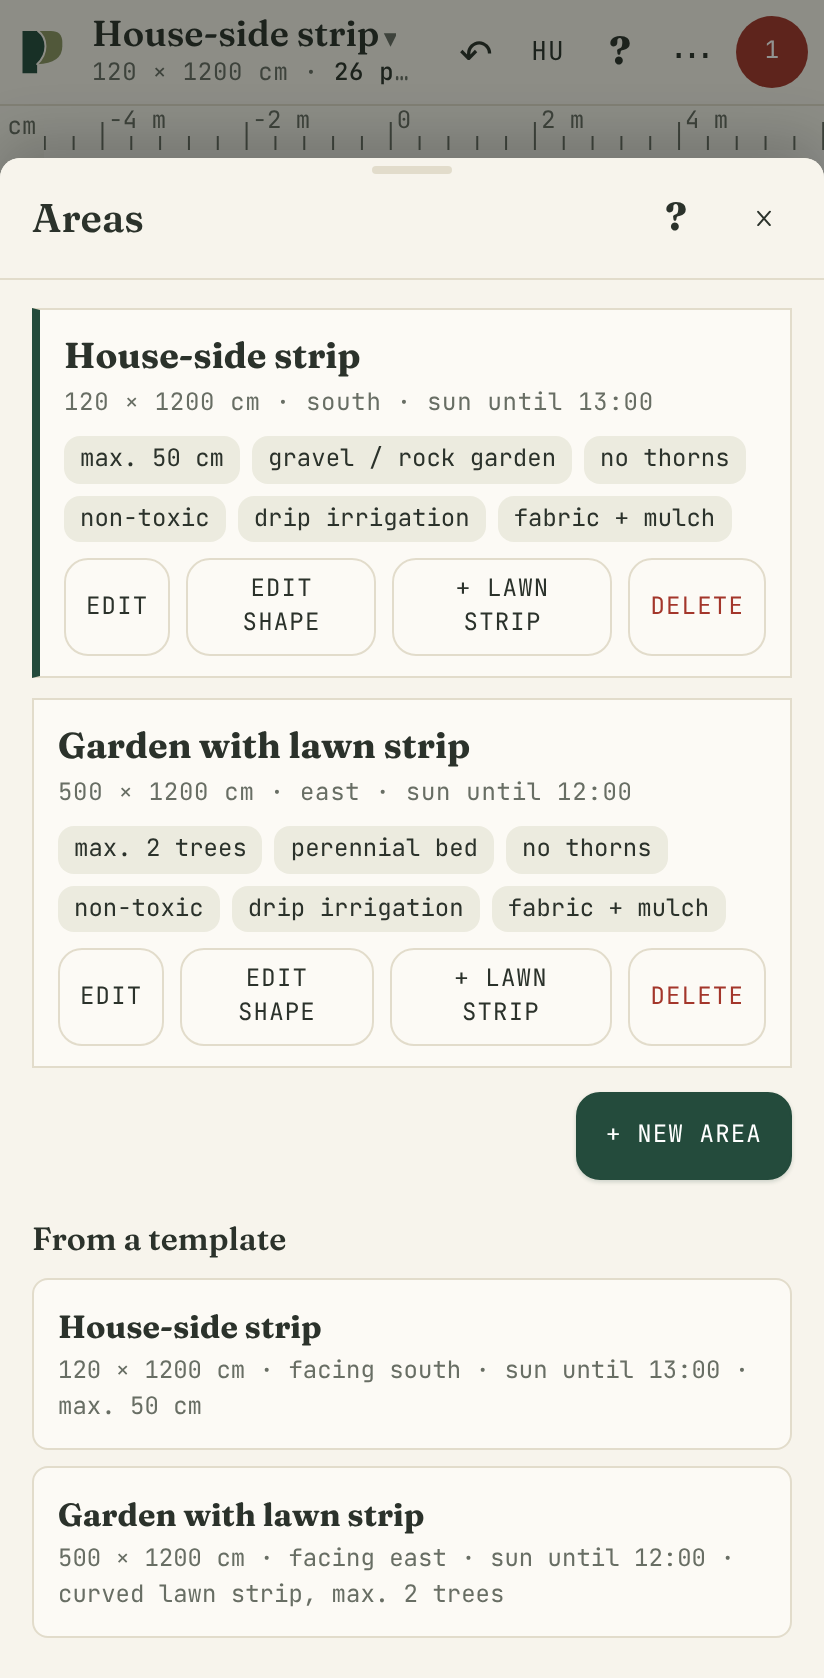 House-side strip ▾
120 × 1200 cm · 26 p…
↶ HU ? … 1
cm -4 m -2 m 0 2 m 4 m
Areas ? ×
House-side strip
120 × 1200 cm · south · sun until 13:00
max. 50 cm gravel / rock garden no thorns
non-toxic drip irrigation fabric + mulch
EDIT EDIT SHAPE + LAWN STRIP DELETE
Garden with lawn strip
500 × 1200 cm · east · sun until 12:00
max. 2 trees perennial bed no thorns
non-toxic drip irrigation fabric + mulch
EDIT EDIT SHAPE + LAWN STRIP DELETE
+ NEW AREA
From a template
House-side strip
120 × 1200 cm · facing south · sun until 13:00 ·
max. 50 cm
Garden with lawn strip
500 × 1200 cm · facing east · sun until 12:00 ·
curved lawn strip, max. 2 trees